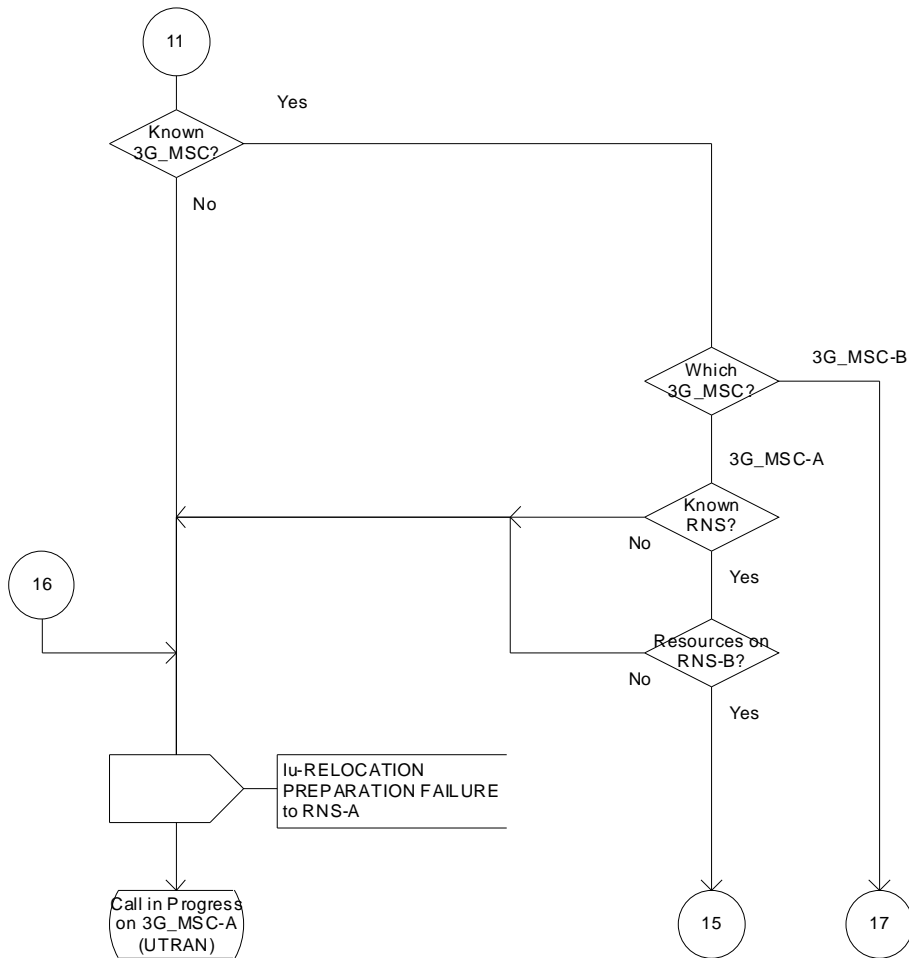 11
Yes
Known
3G_MSC?
No
3G_MSC-B
Which
3G_MSC?
3G_MSC-A
Known
RNS?
No
Yes
16
Resources on
RNS-B?
No
Yes
Iu-RELOCATION
PREPARATION FAILURE
to RNS-A
Call in Progress
on 3G_MSC-A
(UTRAN)
15
17